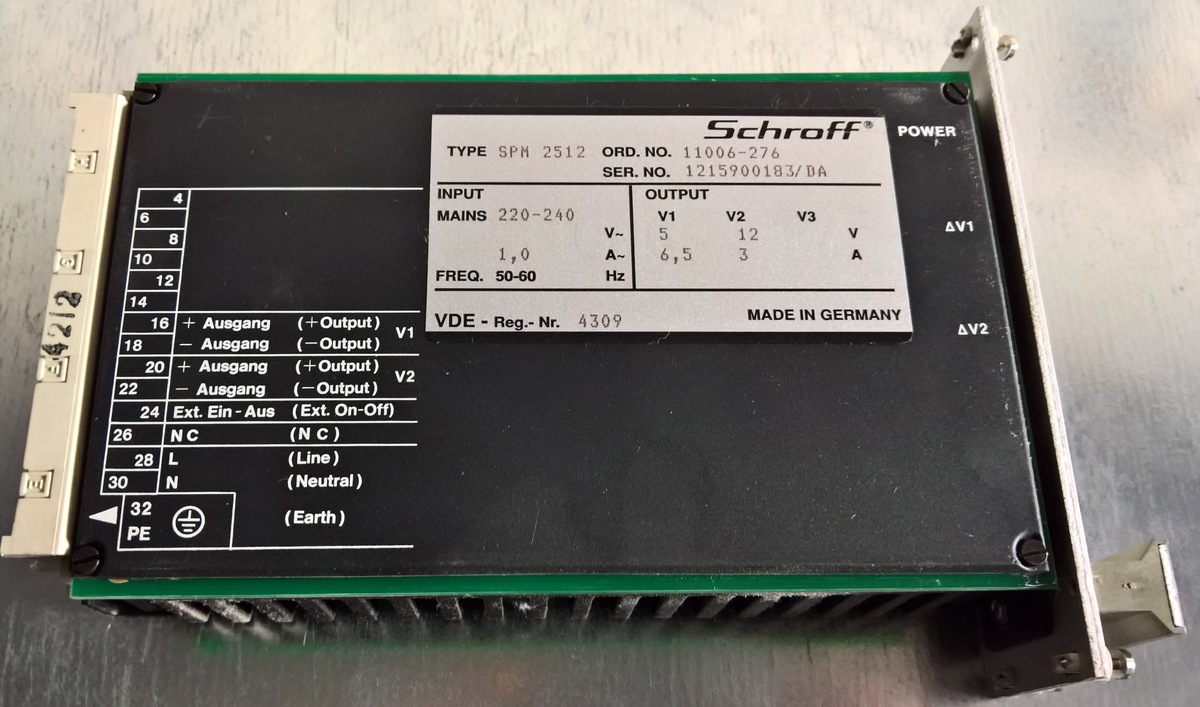 Schroff®
POWER
TYPE SPM 2512 ORD. NO. 11006-276
SER. NO. 1215900183/DA
INPUT OUTPUT
MAINS 220-240 V1 V2 V3
V~ 5 12 V
1,0 A~ 6,5 3 A
FREQ. 50-60 Hz
VDE - Reg.- Nr. 4309 MADE IN GERMANY
ΔV1
ΔV2
4
6
8
10
12
14
16 + Ausgang (+Output) V1
18 − Ausgang (−Output)
20 + Ausgang (+Output) V2
22 − Ausgang (−Output)
24 Ext. Ein - Aus (Ext. On-Off)
26 NC (NC)
28 L (Line)
30 N (Neutral)
32 (Earth)
PE
4212